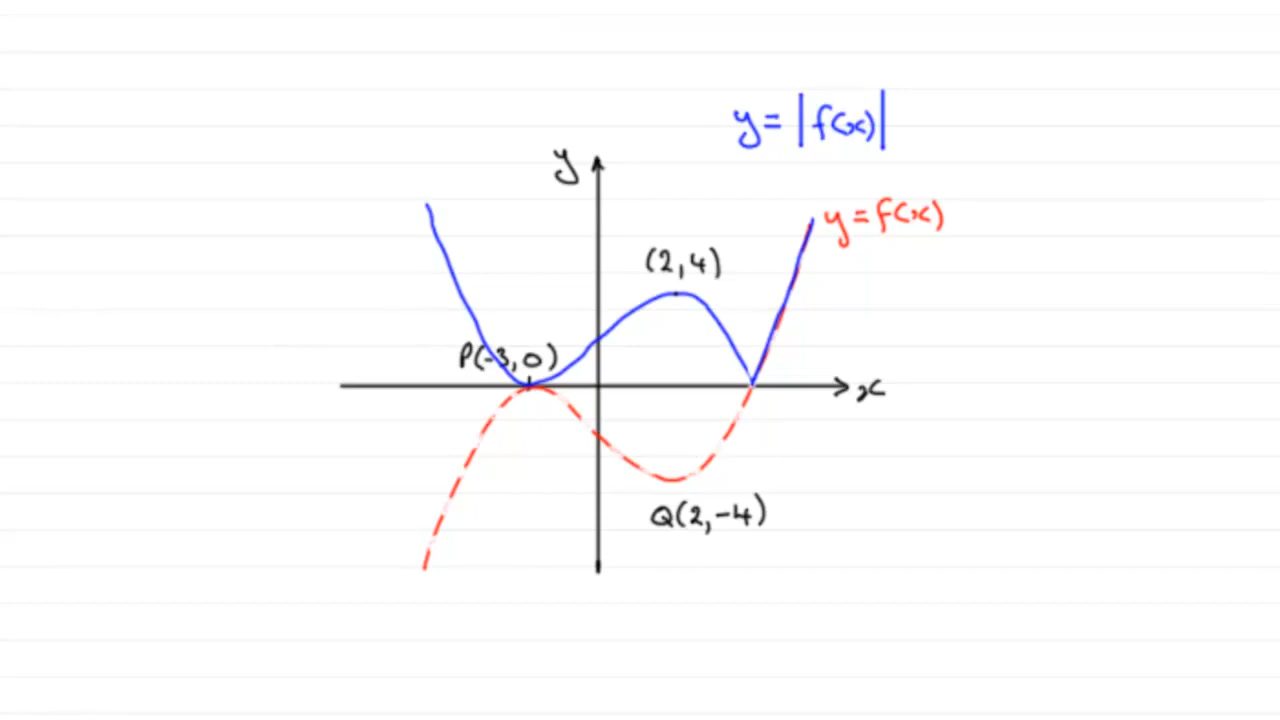 y = |f(x)|
y
y = f(x)
(2,4)
P(-3,0)
x
Q(2,-4)